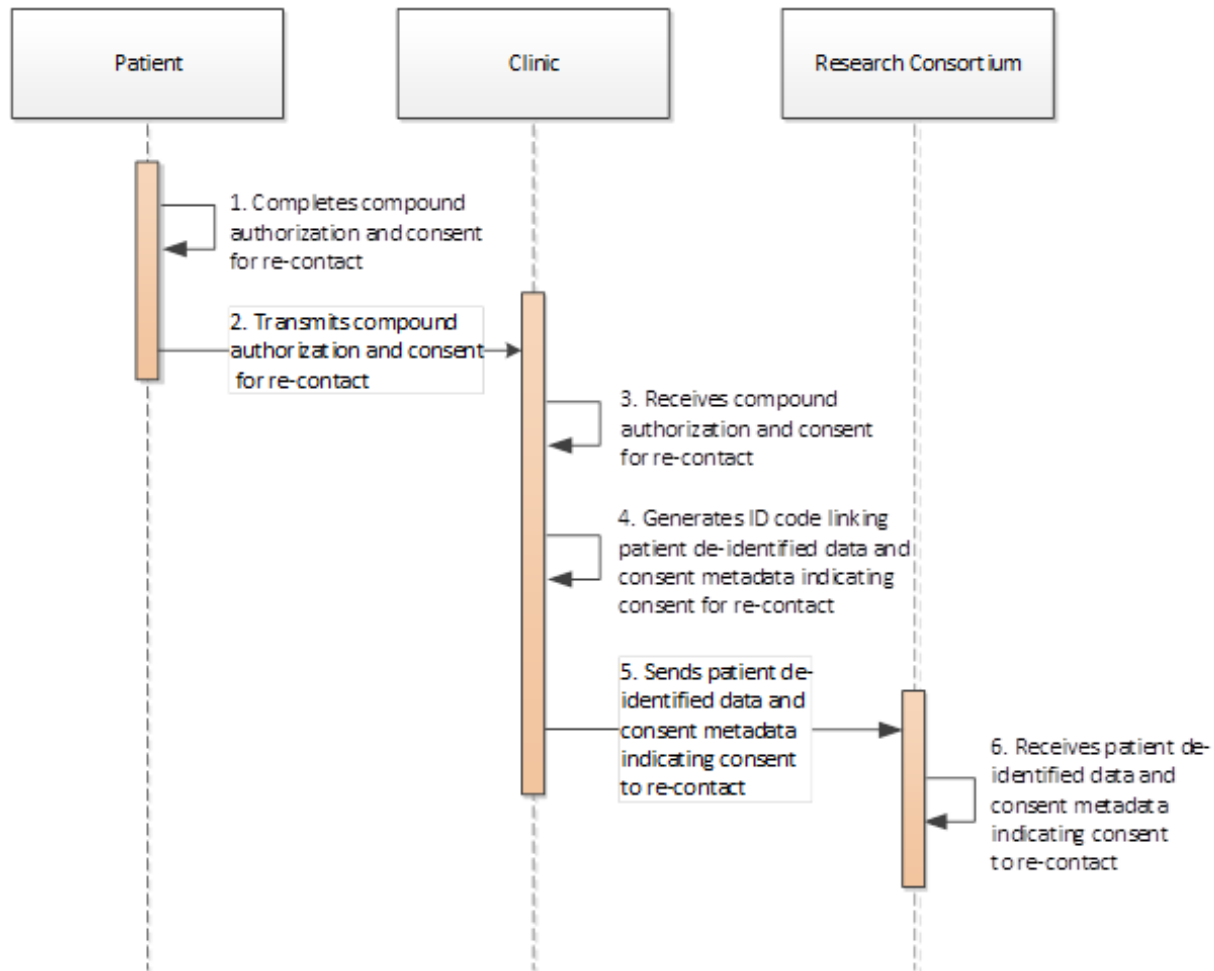 Patient
Clinic
Research Consortium
1. Completes compound
authorization and consent
for re-contact
2. Transmits compound
authorization and consent
for re-contact
3. Receives compound
authorization and consent
for re-contact
4. Generates ID code linking
patient de-identified data and
consent metadata indicating
consent for re-contact
5. Sends patient de-
identified data and
consent metadata
indicating consent
to re-contact
6. Receives patient de-
identified data and
consent metadata
indicating consent
to re-contact